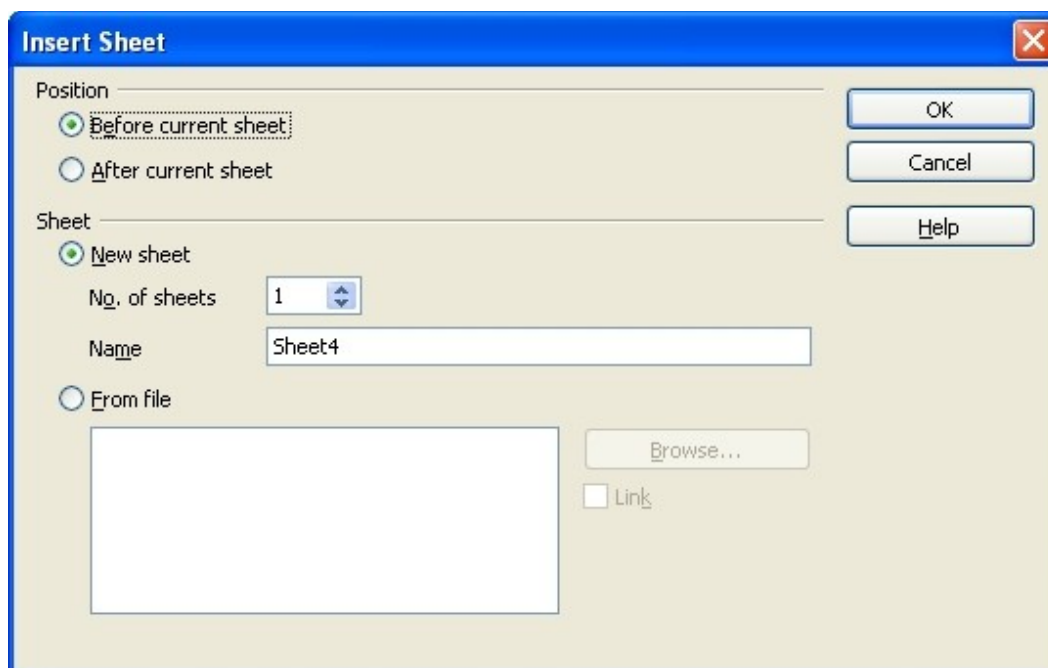 Insert Sheet
Position
Before current sheet
After current sheet
OK
Cancel
Help
Sheet
New sheet
No. of sheets 1
Name Sheet4
From file
Browse...
Link